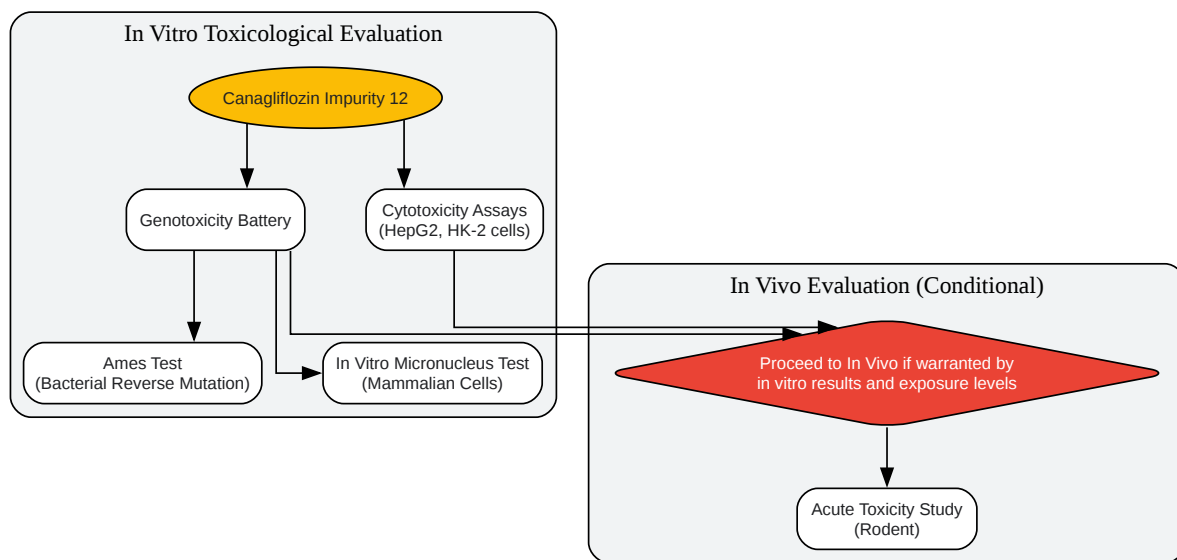 In Vitro Toxicological Evaluation
Canagliflozin Impurity 12
Genotoxicity Battery
Cytotoxicity Assays
(HepG2, HK-2 cells)
Ames Test
(Bacterial Reverse Mutation)
In Vitro Micronucleus Test
(Mammalian Cells)
In Vivo Evaluation (Conditional)
Proceed to In Vivo if warranted by
in vitro results and exposure levels
Acute Toxicity Study
(Rodent)